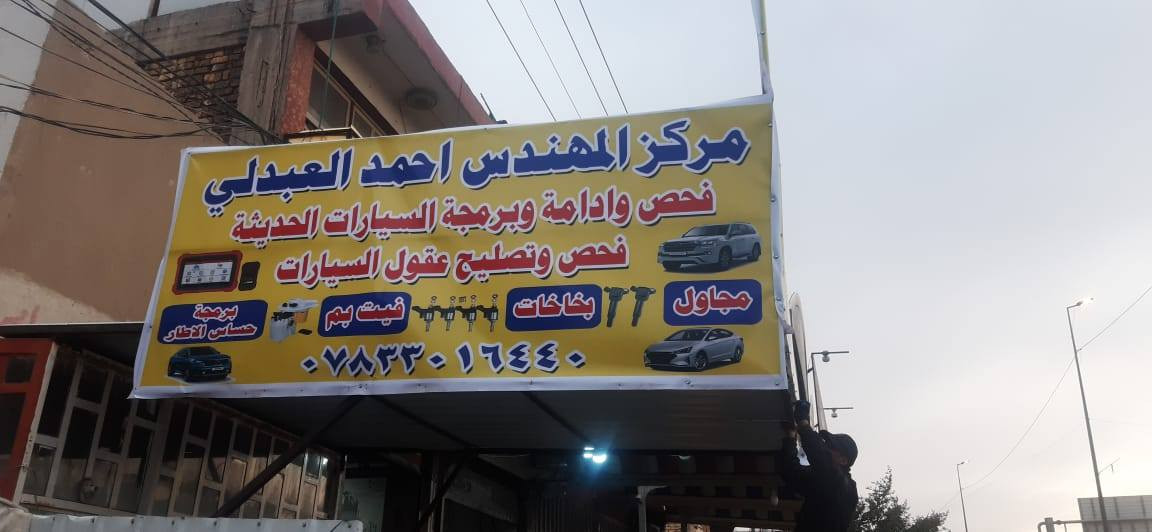 مركز المهندس احمد العبدلي
فحص وادامة وبرمجة السيارات الحديثة
فحص وتصليح عقول السيارات
مجاول
بخاخات
فيت بم
برمجة
حساس الاطار
٠٧٨٣٣٠١٦٤٤٠